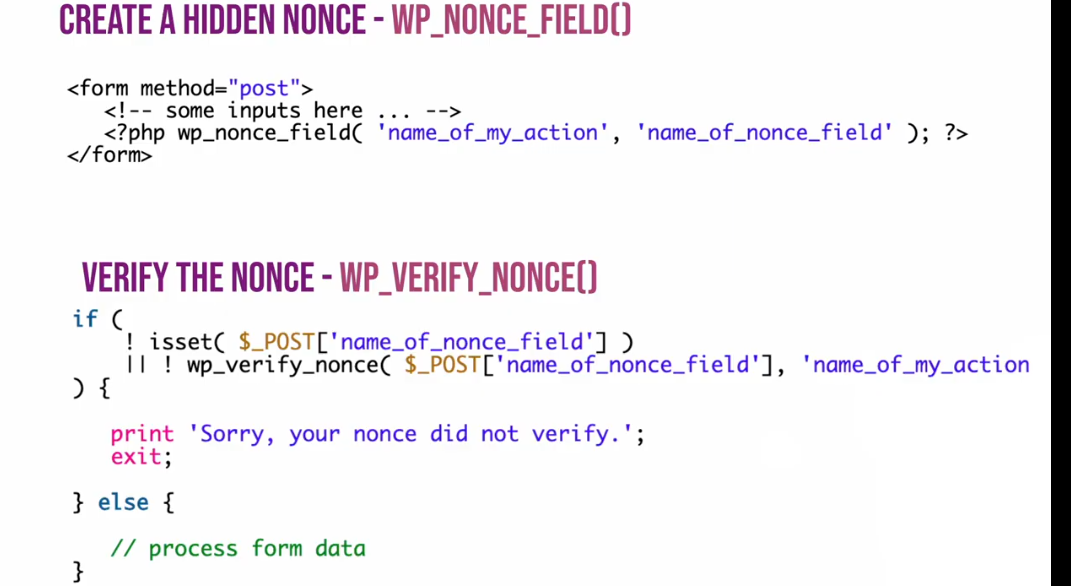 CREATE A HIDDEN NONCE - WP_NONCE_FIELD()
<form method="post">
<!-- some inputs here ... -->
<?php wp_nonce_field( 'name_of_my_action', 'name_of_nonce_field' ); ?>
</form>
VERIFY THE NONCE - WP_VERIFY_NONCE()
if (
! isset( $_POST['name_of_nonce_field'] )
|| ! wp_verify_nonce( $_POST['name_of_nonce_field'], 'name_of_my_action
) {
print 'Sorry, your nonce did not verify.';
exit;
} else {
// process form data
}